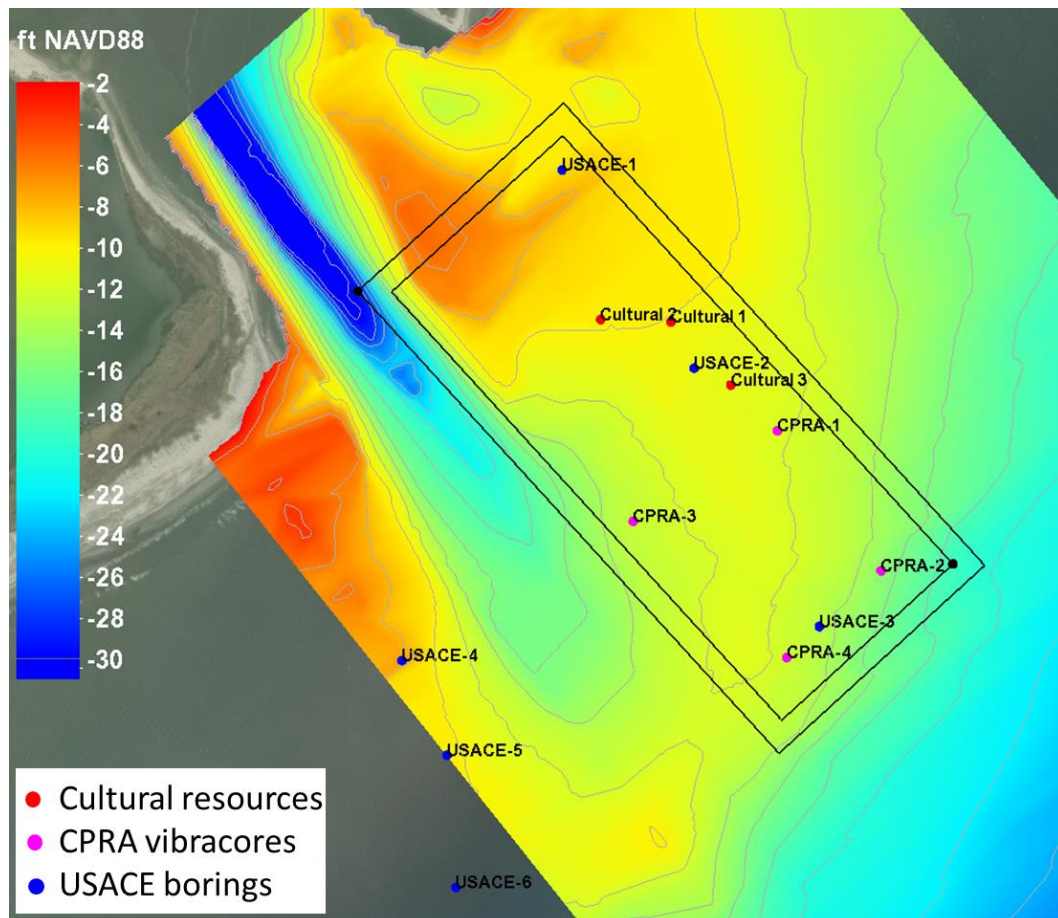 ft NAVD88
-2
-4
-6
-8
-10
-12
-14
-16
-18
-20
-22
-24
-26
-28
-30
USACE-1
Cultural 2
Cultural 1
USACE-2
Cultural 3
CPRA-1
CPRA-3
CPRA-2
USACE-3
CPRA-4
USACE-4
USACE-5
USACE-6
Cultural resources
CPRA vibracores
USACE borings